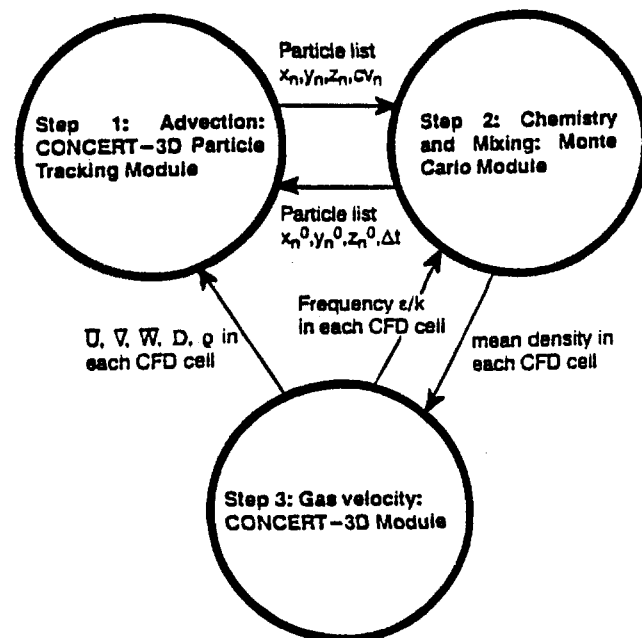 Particle list
xₙ,yₙ,zₙ,cvₙ
Step 1: Advection:
CONCERT-3D Particle
Tracking Module
Step 2: Chemistry
and Mixing: Monte
Carlo Module
Particle list
xₙ⁰,yₙ⁰,zₙ⁰,Δt
Frequency ε/k
in each CFD cell
U̅, V̅, W̅, D, ϱ in
each CFD cell
mean density in
each CFD cell
Step 3: Gas velocity:
CONCERT-3D Module